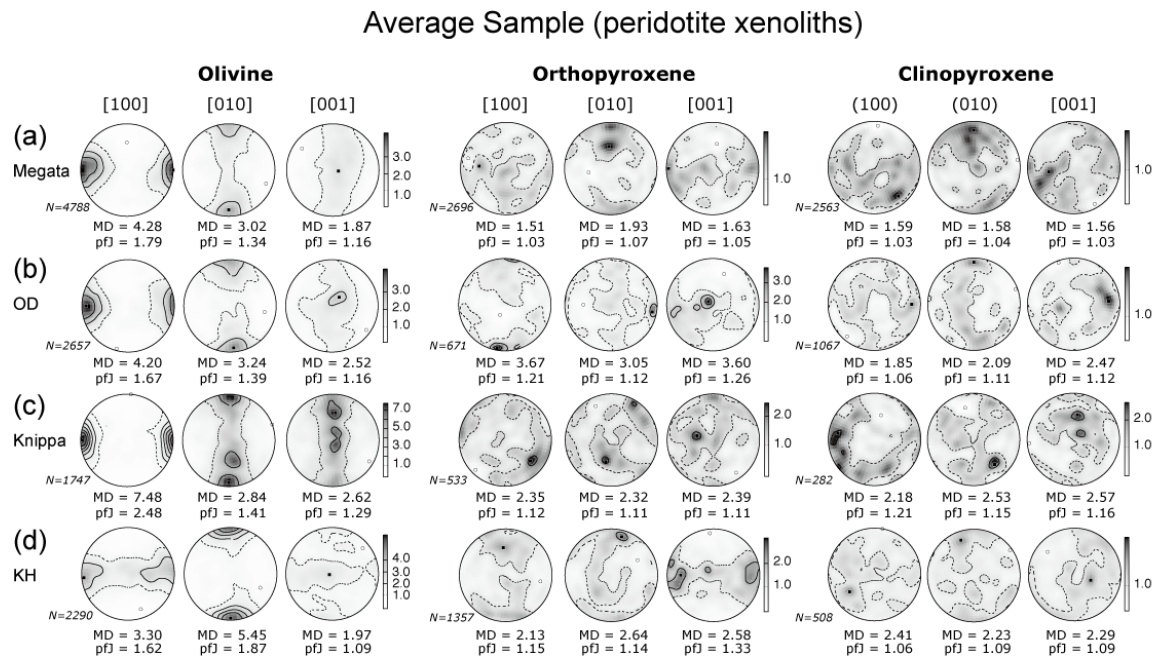 Average Sample (peridotite xenoliths)
Olivine Orthopyroxene Clinopyroxene
[100] [010] [001] [100] [010] [001] (100) (010) [001]
(a)
Megata
3.0
2.0
1.0
1.0
1.0
N=4788 N=2696 N=2563
MD = 4.28 MD = 3.02 MD = 1.87 MD = 1.51 MD = 1.93 MD = 1.63 MD = 1.59 MD = 1.58 MD = 1.56
pfJ = 1.79 pfJ = 1.34 pfJ = 1.16 pfJ = 1.03 pfJ = 1.07 pfJ = 1.05 pfJ = 1.03 pfJ = 1.04 pfJ = 1.03
(b)
OD
3.0
2.0
1.0
3.0
2.0
1.0
1.0
N=2657 N=671 N=1067
MD = 4.20 MD = 3.24 MD = 2.52 MD = 3.67 MD = 3.05 MD = 3.60 MD = 1.85 MD = 2.09 MD = 2.47
pfJ = 1.67 pfJ = 1.39 pfJ = 1.16 pfJ = 1.21 pfJ = 1.12 pfJ = 1.26 pfJ = 1.06 pfJ = 1.11 pfJ = 1.12
(c)
Knippa
7.0
5.0
3.0
1.0
2.0
1.0
2.0
1.0
N=1747 N=533 N=282
MD = 7.48 MD = 2.84 MD = 2.62 MD = 2.35 MD = 2.32 MD = 2.39 MD = 2.18 MD = 2.53 MD = 2.57
pfJ = 2.48 pfJ = 1.41 pfJ = 1.29 pfJ = 1.12 pfJ = 1.11 pfJ = 1.11 pfJ = 1.21 pfJ = 1.15 pfJ = 1.16
(d)
KH
4.0
3.0
2.0
1.0
2.0
1.0
1.0
N=2290 N=1357 N=508
MD = 3.30 MD = 5.45 MD = 1.97 MD = 2.13 MD = 2.64 MD = 2.58 MD = 2.41 MD = 2.23 MD = 2.29
pfJ = 1.62 pfJ = 1.87 pfJ = 1.09 pfJ = 1.15 pfJ = 1.14 pfJ = 1.33 pfJ = 1.06 pfJ = 1.09 pfJ = 1.09